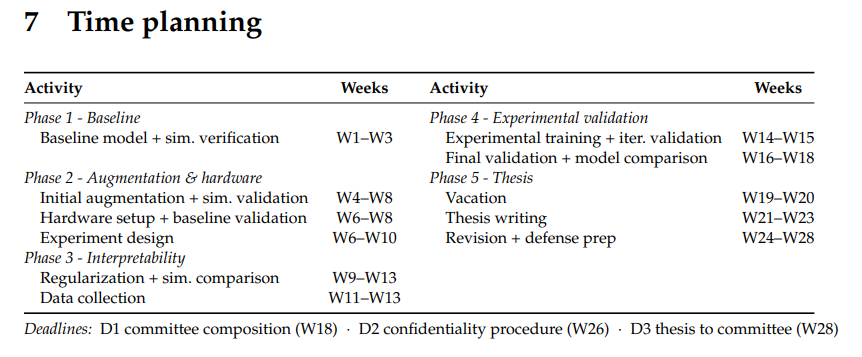 7 Time planning
Activity Weeks Activity Weeks
Phase 1 - Baseline Phase 4 - Experimental validation
Baseline model + sim. verification W1–W3 Experimental training + iter. validation W14–W15
Final validation + model comparison W16–W18
Phase 2 - Augmentation & hardware Phase 5 - Thesis
Initial augmentation + sim. validation W4–W8 Vacation W19–W20
Hardware setup + baseline validation W6–W8 Thesis writing W21–W23
Experiment design W6–W10 Revision + defense prep W24–W28
Phase 3 - Interpretability
Regularization + sim. comparison W9–W13
Data collection W11–W13
Deadlines: D1 committee composition (W18) · D2 confidentiality procedure (W26) · D3 thesis to committee (W28)